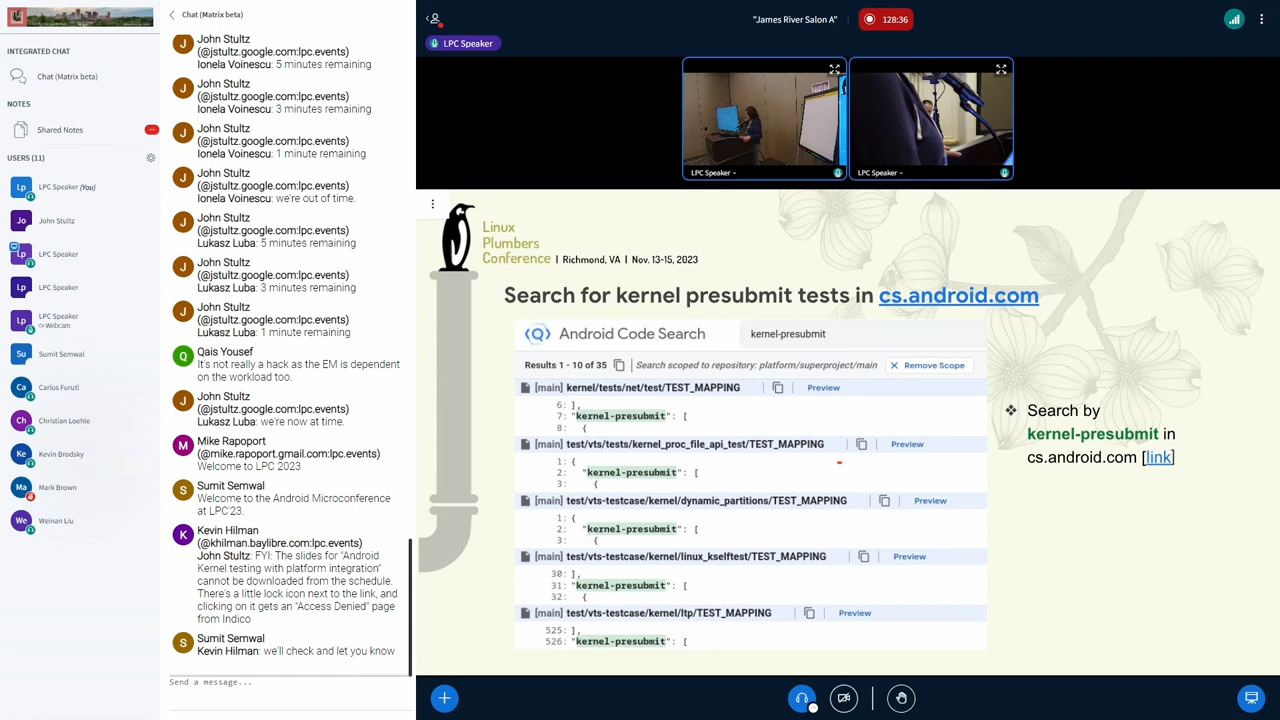 INTEGRATED CHAT
Chat (Matrix beta)
NOTES
Shared Notes
USERS (11)
Lp LPC Speaker (You)
Jo John Stultz
Lp LPC Speaker
Lp LPC Speaker
Lp LPC Speaker
Webcam
Su Sumit Semwal
Ca Carlos Furuti
Ch Christian Loehle
Ke Kevin Brodsky
Ma Mark Brown
We Weinan Liu
Chat (Matrix beta)
J John Stultz
(@jstultz.google.com:lpc.events)
Ionela Voinescu: 5 minutes remaining
J John Stultz
(@jstultz.google.com:lpc.events)
Ionela Voinescu: 3 minutes remaining
J John Stultz
(@jstultz.google.com:lpc.events)
Ionela Voinescu: 1 minute remaining
J John Stultz
(@jstultz.google.com:lpc.events)
Ionela Voinescu: we're out of time.
J John Stultz
(@jstultz.google.com:lpc.events)
Lukasz Luba: 5 minutes remaining
J John Stultz
(@jstultz.google.com:lpc.events)
Lukasz Luba: 3 minutes remaining
J John Stultz
(@jstultz.google.com:lpc.events)
Lukasz Luba: 1 minute remaining
Q Qais Yousef
It's not really a hack as the EM is dependent
on the workload too.
J John Stultz
(@jstultz.google.com:lpc.events)
Lukasz Luba: we're now at time.
M Mike Rapoport
(@mike.rapoport.gmail.com:lpc.events)
Welcome to LPC 2023
S Sumit Semwal
Welcome to the Android Microconference
at LPC'23.
K Kevin Hilman
(@khilman.baylibre.com:lpc.events)
John Stultz: FYI: The slides for "Android
Kernel testing with platform integration"
cannot be downloaded from the schedule.
There's a little lock icon next to the link, and
clicking on it gets an "Access Denied" page
from Indico
S Sumit Semwal
Kevin Hilman: we'll check and let you know
Send a message...
"James River Salon A"
128:36
LPC Speaker
LPC Speaker
LPC Speaker
Linux
Plumbers
Conference | Richmond, VA | Nov. 13-15, 2023
Search for kernel presubmit tests in cs.android.com
Android Code Search kernel-presubmit
Results 1 - 10 of 35 Search scoped to repository: platform/superproject/main Remove Scope
[main] kernel/tests/net/test/TEST_MAPPING Preview
6: ],
7: "kernel-presubmit": [
8: {
[main] test/vts/tests/kernel_proc_file_api_test/TEST_MAPPING Preview
1: {
2: "kernel-presubmit": [
3: {
[main] test/vts-testcase/kernel/dynamic_partitions/TEST_MAPPING Preview
1: {
2: "kernel-presubmit": [
3: {
[main] test/vts-testcase/kernel/linux_kselftest/TEST_MAPPING Preview
30: ],
31: "kernel-presubmit": [
32: {
[main] test/vts-testcase/kernel/ltp/TEST_MAPPING Preview
525: ],
526: "kernel-presubmit": [
❖ Search by
kernel-presubmit in
cs.android.com [link]